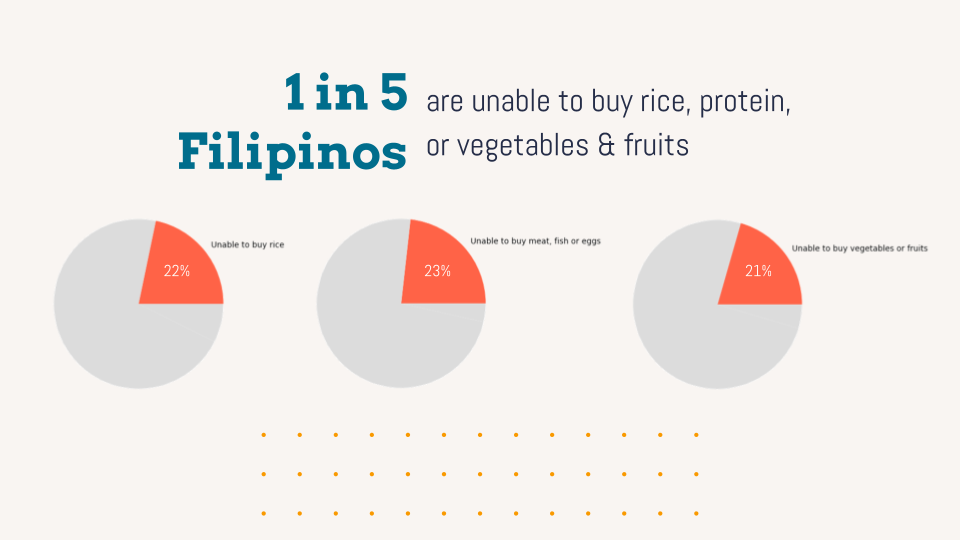 1 in 5
Filipinos
are unable to buy rice, protein,
or vegetables & fruits
Unable to buy rice
22%
Unable to buy meat, fish or eggs
23%
Unable to buy vegetables or fruits
21%